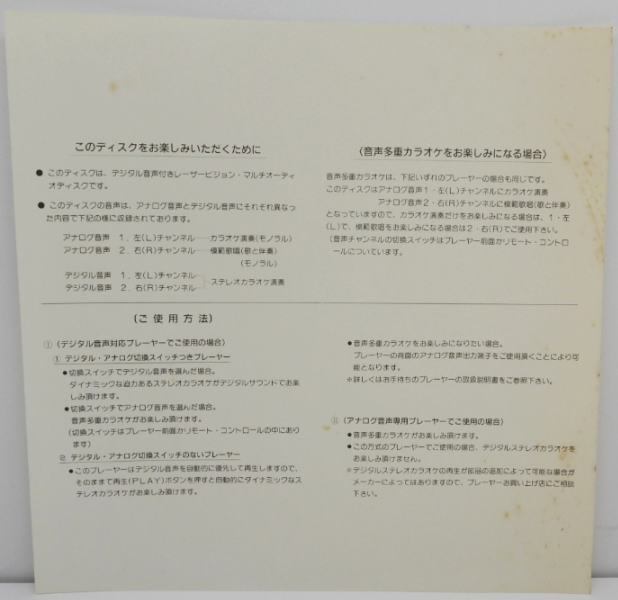 このディスクをお楽しみいただくために
● このディスクは、デジタル音声付きレーザービジョン・マルチオーディ
オディスクです。
● このディスクの音声は、アナログ音声とデジタル音声にそれぞれ異なっ
た内容で下記の様に収録されております。
アナログ音声 1．左(L)チャンネル……カラオケ演奏(モノラル)
アナログ音声 2．右(R)チャンネル……模範歌唱(歌と伴奏)
(モノラル)
デジタル音声 1．左(L)チャンネル
デジタル音声 2．右(R)チャンネル
ステレオカラオケ演奏
〈音声多重カラオケをお楽しみになる場合〉
音声多重カラオケは、下記いずれのプレーヤーの場合も同じです。
このディスクはアナログ音声1・左(L)チャンネルにカラオケ演奏
アナログ音声2・右(R)チャンネルに模範歌唱(歌と伴奏)
となっていますので、カラオケ演奏だけをお楽しみになる場合は、1・左
(L)で、模範歌唱をお楽しみになる場合は2・右(R)でご使用下さい。
(音声チャンネルの切換スイッチはプレーヤー前面かリモート・コントロ
ールについています。
(ご使用方法)
Ⅰ (デジタル音声対応プレーヤーでご使用の場合)
① デジタル・アナログ切換スイッチつきプレーヤー
●切換スイッチでデジタル音声を選んだ場合。
ダイナミックな迫力あるステレオカラオケがデジタルサウンドでお楽
しみ頂けます。
●切換スイッチでアナログ音声を選んだ場合。
音声多重カラオケがお楽しみ頂けます。
(切換スイッチはプレーヤー前面かリモート・コントロールの中にあり
ます)
② デジタル・アナログ切換スイッチのないプレーヤー
●このプレーヤーはデジタル音声を自動的に優先して再生しますので、
そのままで再生(PLAY)ボタンを押すと自動的にダイナミックなス
テレオカラオケがお楽しみ頂けます。
●音声多重カラオケをお楽しみになりたい場合。
プレーヤーの背面のアナログ音声出力端子をご使用頂くことにより可
能となります。
※詳しくはお手持ちのプレーヤーの取扱説明書をご参照下さい。
Ⅱ (アナログ音声専用プレーヤーでご使用の場合)
●音声多重カラオケがお楽しみ頂けます。
●この方式のプレーヤーでご使用の場合、デジタルステレオカラオケを
お楽しみ頂けません。
※デジタルステレオカラオケの再生が部品の追加によって可能な場合が
メーカーによってはありますので、プレーヤーお買い上げ店にご相談
下さい。